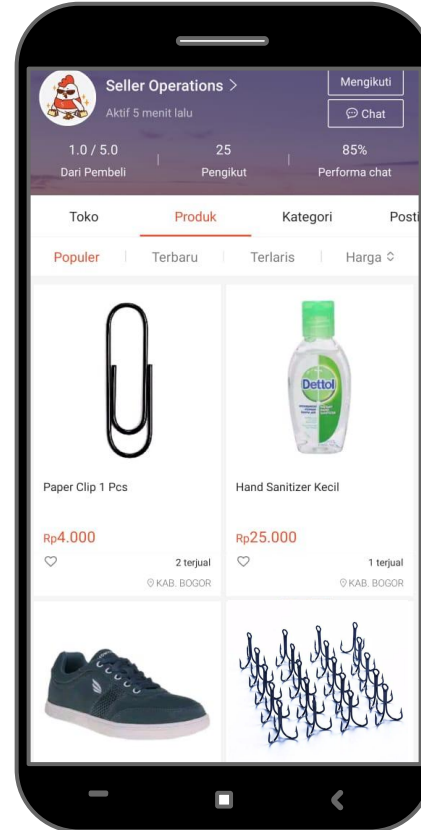 Seller Operations >
Mengikuti
Aktif 5 menit lalu
Chat
1.0 / 5.0
25
85%
Dari Pembeli
Pengikut
Performa chat
Toko
Produk
Kategori
Posti
Populer
Terbaru
Terlaris
Harga
Dettol
Paper Clip 1 Pcs
Hand Sanitizer Kecil
Rp4.000
Rp25.000
2 terjual
1 terjual
KAB. BOGOR
KAB. BOGOR